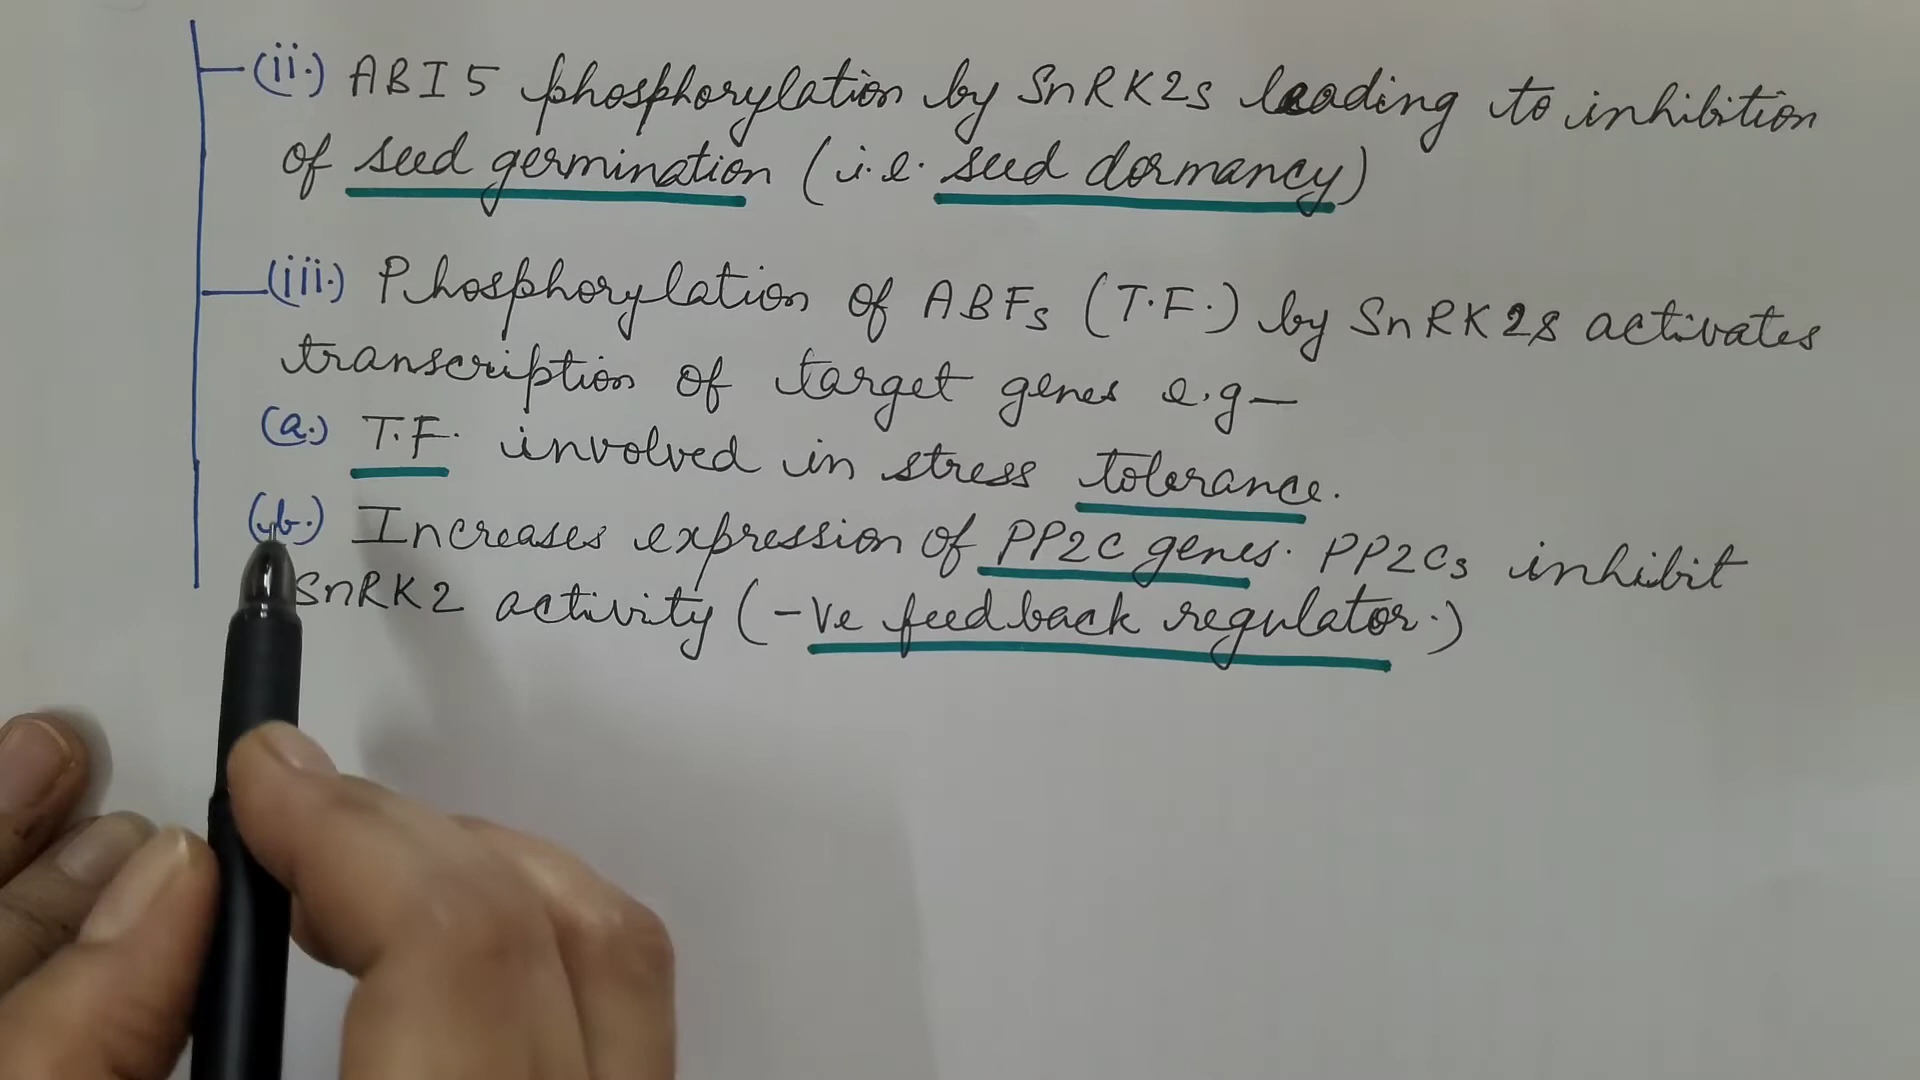 (ii.) ABI5 phosphorylation by SnRK2s leading to inhibition
of seed germination (i.e. seed dormancy)
(iii.) Phosphorylation of ABFs (T.F.) by SnRK2s activates
transcription of target genes e.g—
(a.) T.F. involved in stress tolerance.
(b.) Increases expression of PP2C genes. PP2Cs inhibit
SnRK2 activity (-ve feedback regulator.)